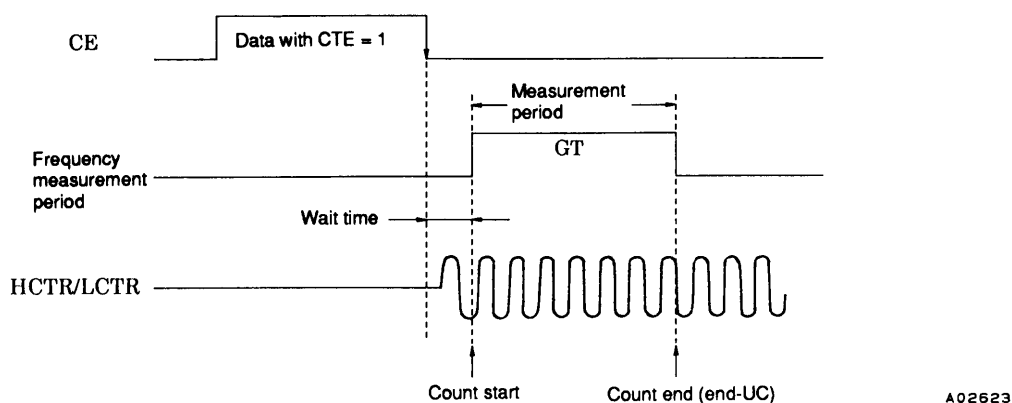 CE
Data with CTE = 1
Measurement
period
GT
Frequency
measurement
period
Wait time
HCTR/LCTR
Count start
Count end (end-UC)
A02623